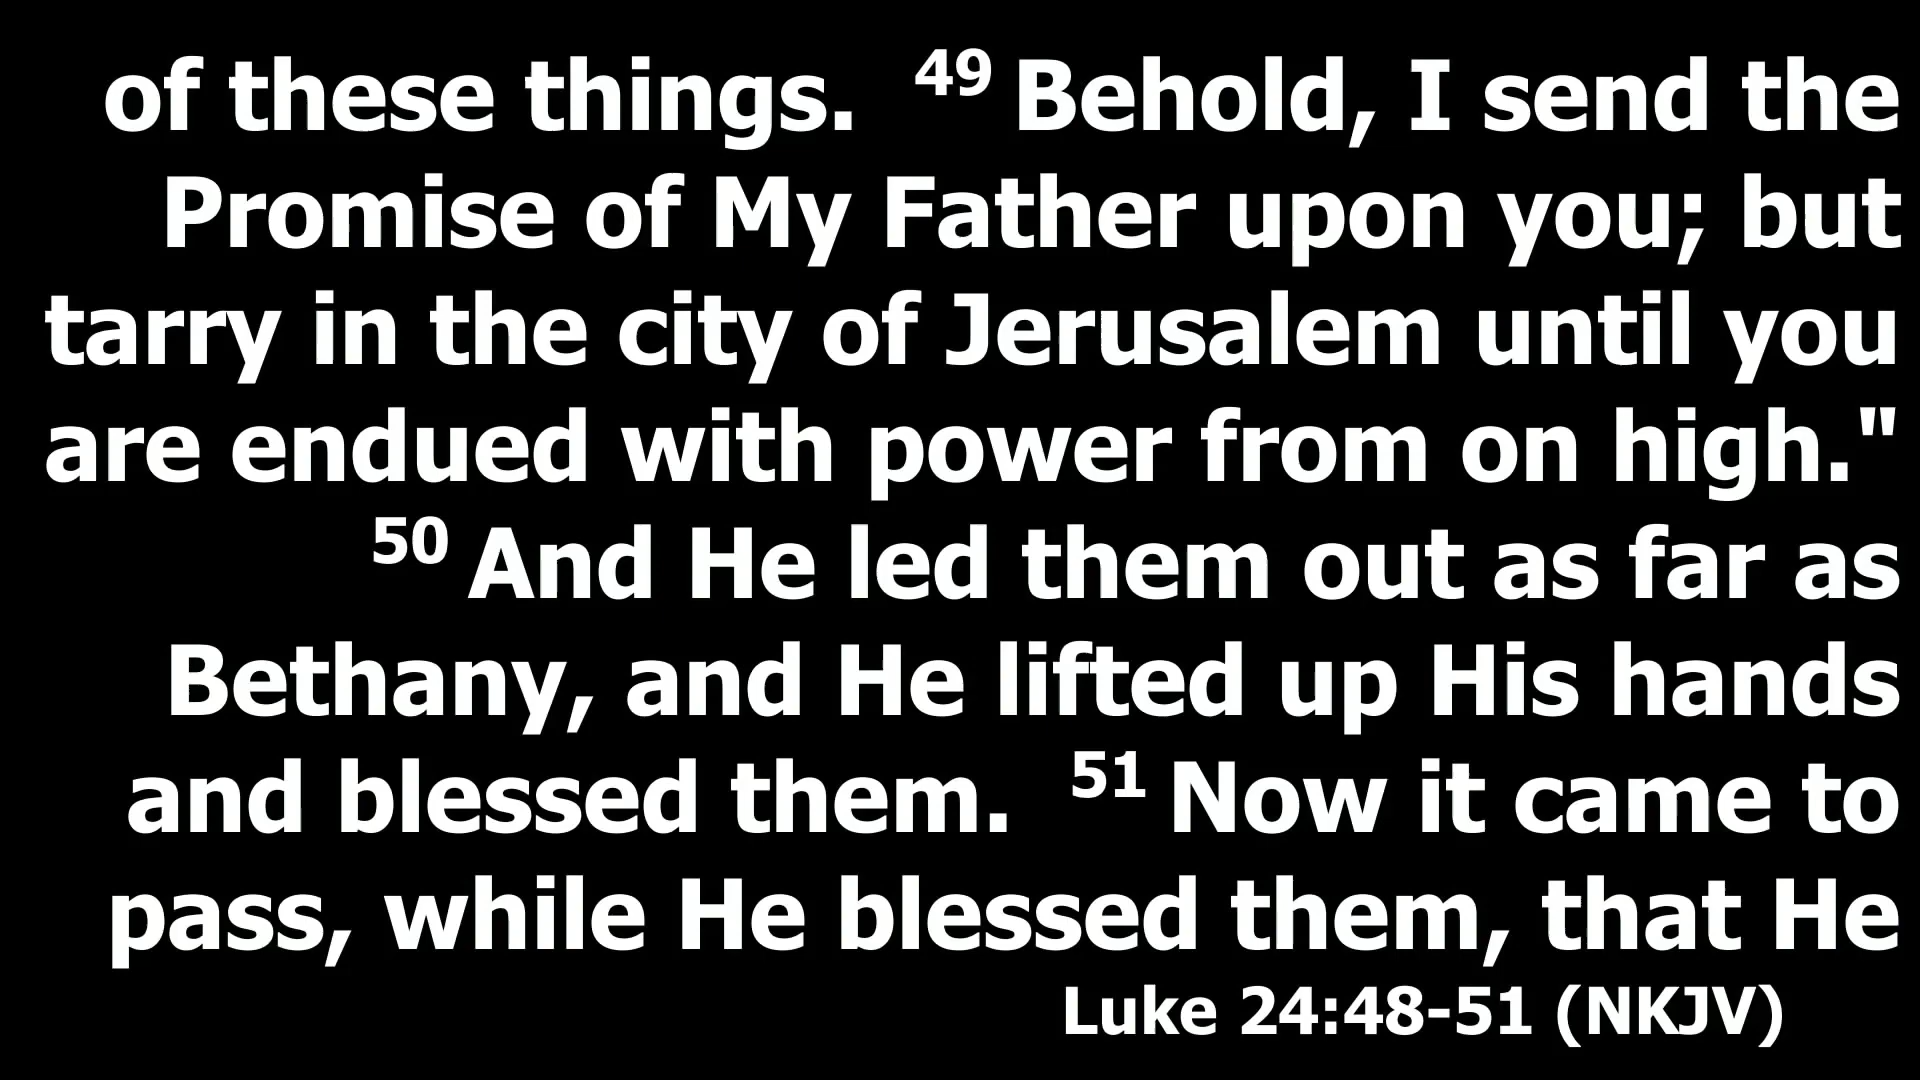 of these things. 49 Behold, I send the
Promise of My Father upon you; but
tarry in the city of Jerusalem until you
are endued with power from on high."
50 And He led them out as far as
Bethany, and He lifted up His hands
and blessed them. 51 Now it came to
pass, while He blessed them, that He
Luke 24:48-51 (NKJV)